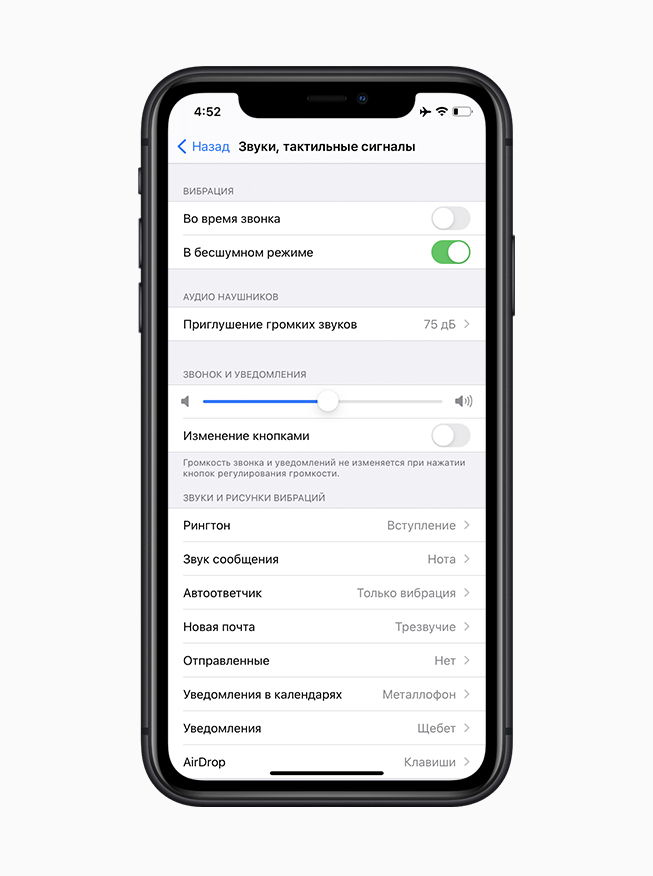 4:52
Назад Звуки, тактильные сигналы
ВИБРАЦИЯ
Во время звонка
В бесшумном режиме
АУДИО НАУШНИКОВ
Приглушение громких звуков 75 дБ
ЗВОНОК И УВЕДОМЛЕНИЯ
Изменение кнопками
Громкость звонка и уведомлений не изменяется при нажатии
кнопок регулирования громкости.
ЗВУКИ И РИСУНКИ ВИБРАЦИЙ
Рингтон Вступление
Звук сообщения Нота
Автоответчик Только вибрация
Новая почта Трезвучие
Отправленные Нет
Уведомления в календарях Металлофон
Уведомления Щебет
AirDrop Клавиши